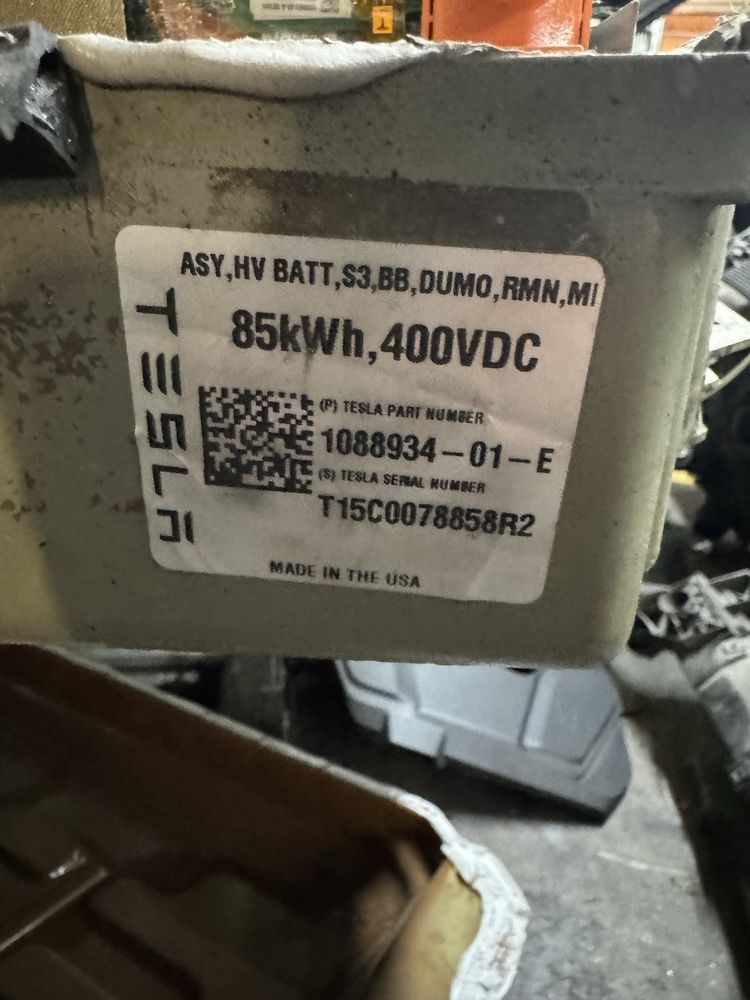 ASY,HV BATT,S3,BB,DUMO,RMN,MI
85kWh,400VDC
TESLA
(P) TESLA PART NUMBER
1088934-01-E
(S) TESLA SERIAL NUMBER
T15C0078858R2
MADE IN THE USA